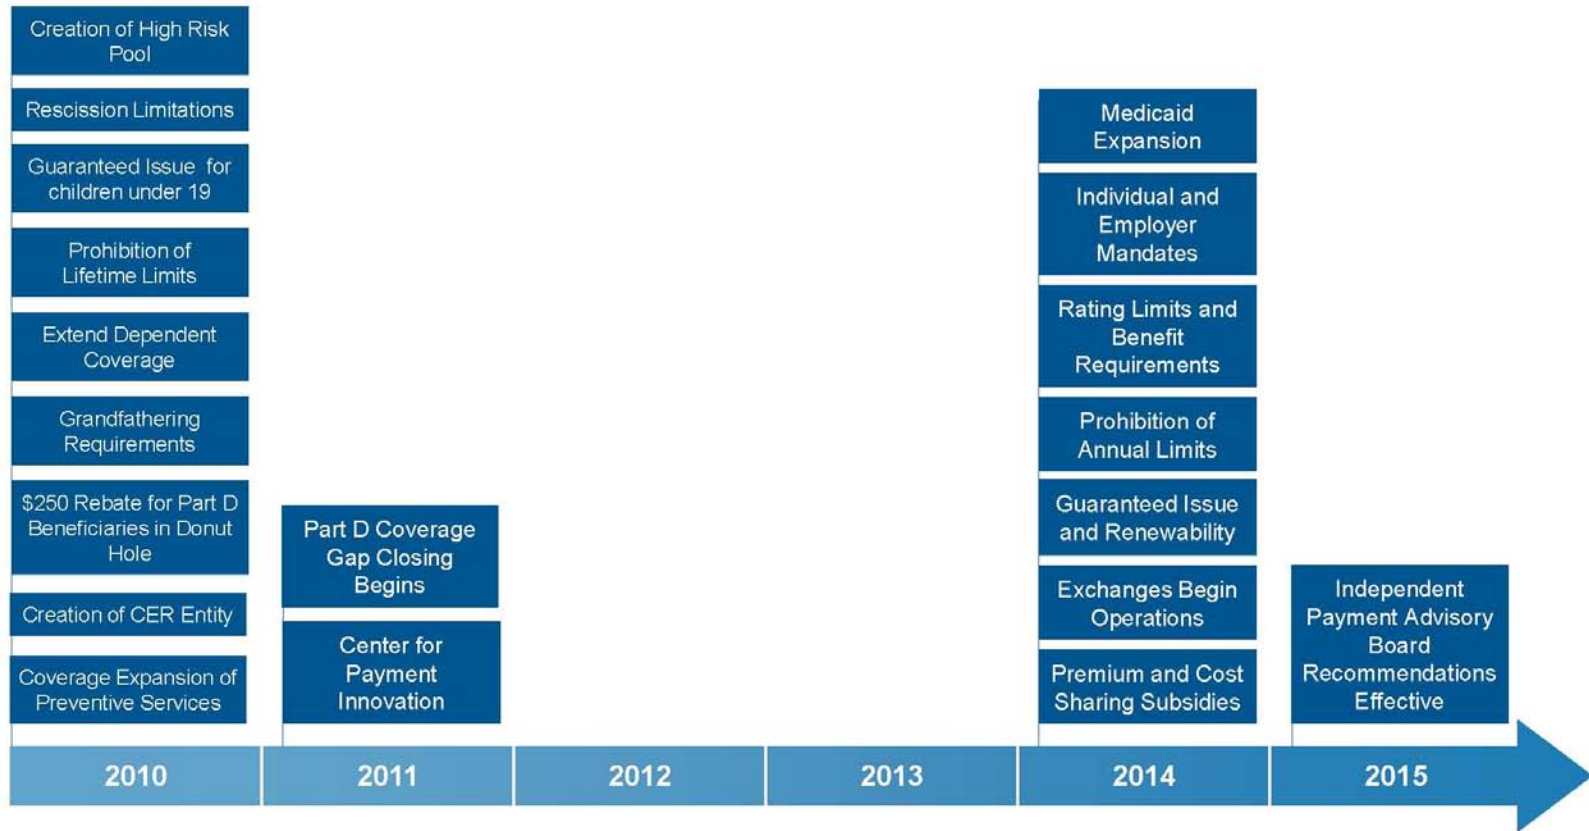 Creation of High Risk
Pool
Rescission Limitations
Guaranteed Issue for
children under 19
Prohibition of
Lifetime Limits
Extend Dependent
Coverage
Grandfathering
Requirements
$250 Rebate for Part D
Beneficiaries in Donut
Hole
Creation of CER Entity
Coverage Expansion of
Preventive Services
Part D Coverage
Gap Closing
Begins
Center for
Payment
Innovation
Medicaid
Expansion
Individual and
Employer
Mandates
Rating Limits and
Benefit
Requirements
Prohibition of
Annual Limits
Guaranteed Issue
and Renewability
Exchanges Begin
Operations
Premium and Cost
Sharing Subsidies
Independent
Payment Advisory
Board
Recommendations
Effective
2010
2011
2012
2013
2014
2015